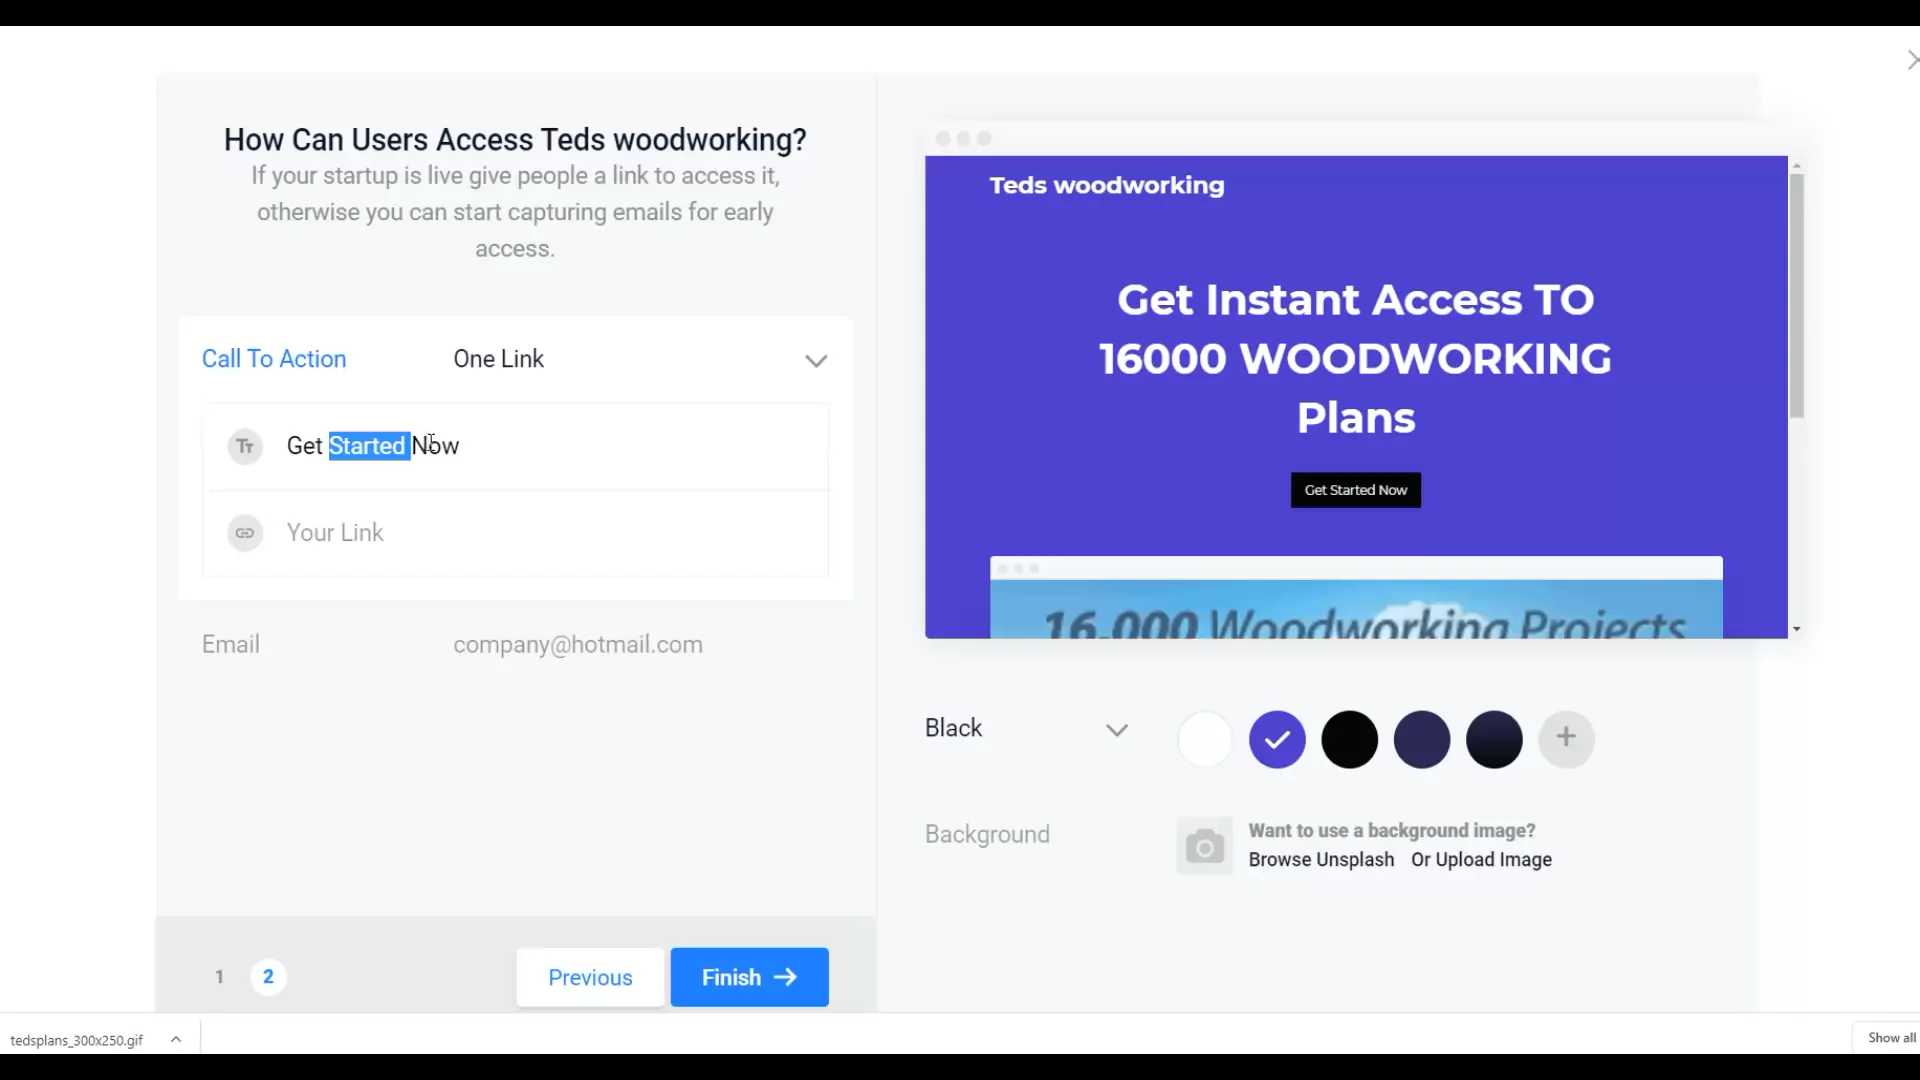 How Can Users Access Teds woodworking?
If your startup is live give people a link to access it,
otherwise you can start capturing emails for early
access.
Call To Action
One Link
Get Started Now
Your Link
Email
company@hotmail.com
1
2
Previous
Finish
Teds woodworking
Get Instant Access TO
16000 WOODWORKING
Plans
Get Started Now
16,000 Woodworking Projects
Black
Background
Want to use a background image?
Browse Unsplash Or Upload Image
tedsplans_300x250.gif
Show all